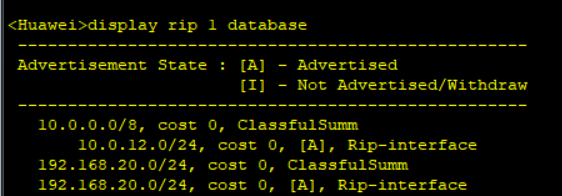 <Huawei>display rip 1 database
---------------------------------------------------
Advertisement State : [A] - Advertised
[I] - Not Advertised/Withdraw
---------------------------------------------------
10.0.0.0/8, cost 0, ClassfulSumm
10.0.12.0/24, cost 0, [A], Rip-interface
192.168.20.0/24, cost 0, ClassfulSumm
192.168.20.0/24, cost 0, [A], Rip-interface